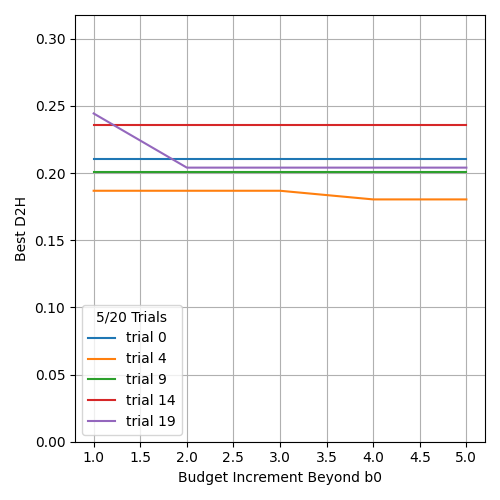 0.30
0.25
0.20
0.15
0.10
0.05
0.00
Best D2H
5/20 Trials
trial 0
trial 4
trial 9
trial 14
trial 19
1.0 1.5 2.0 2.5 3.0 3.5 4.0 4.5 5.0
Budget Increment Beyond b0